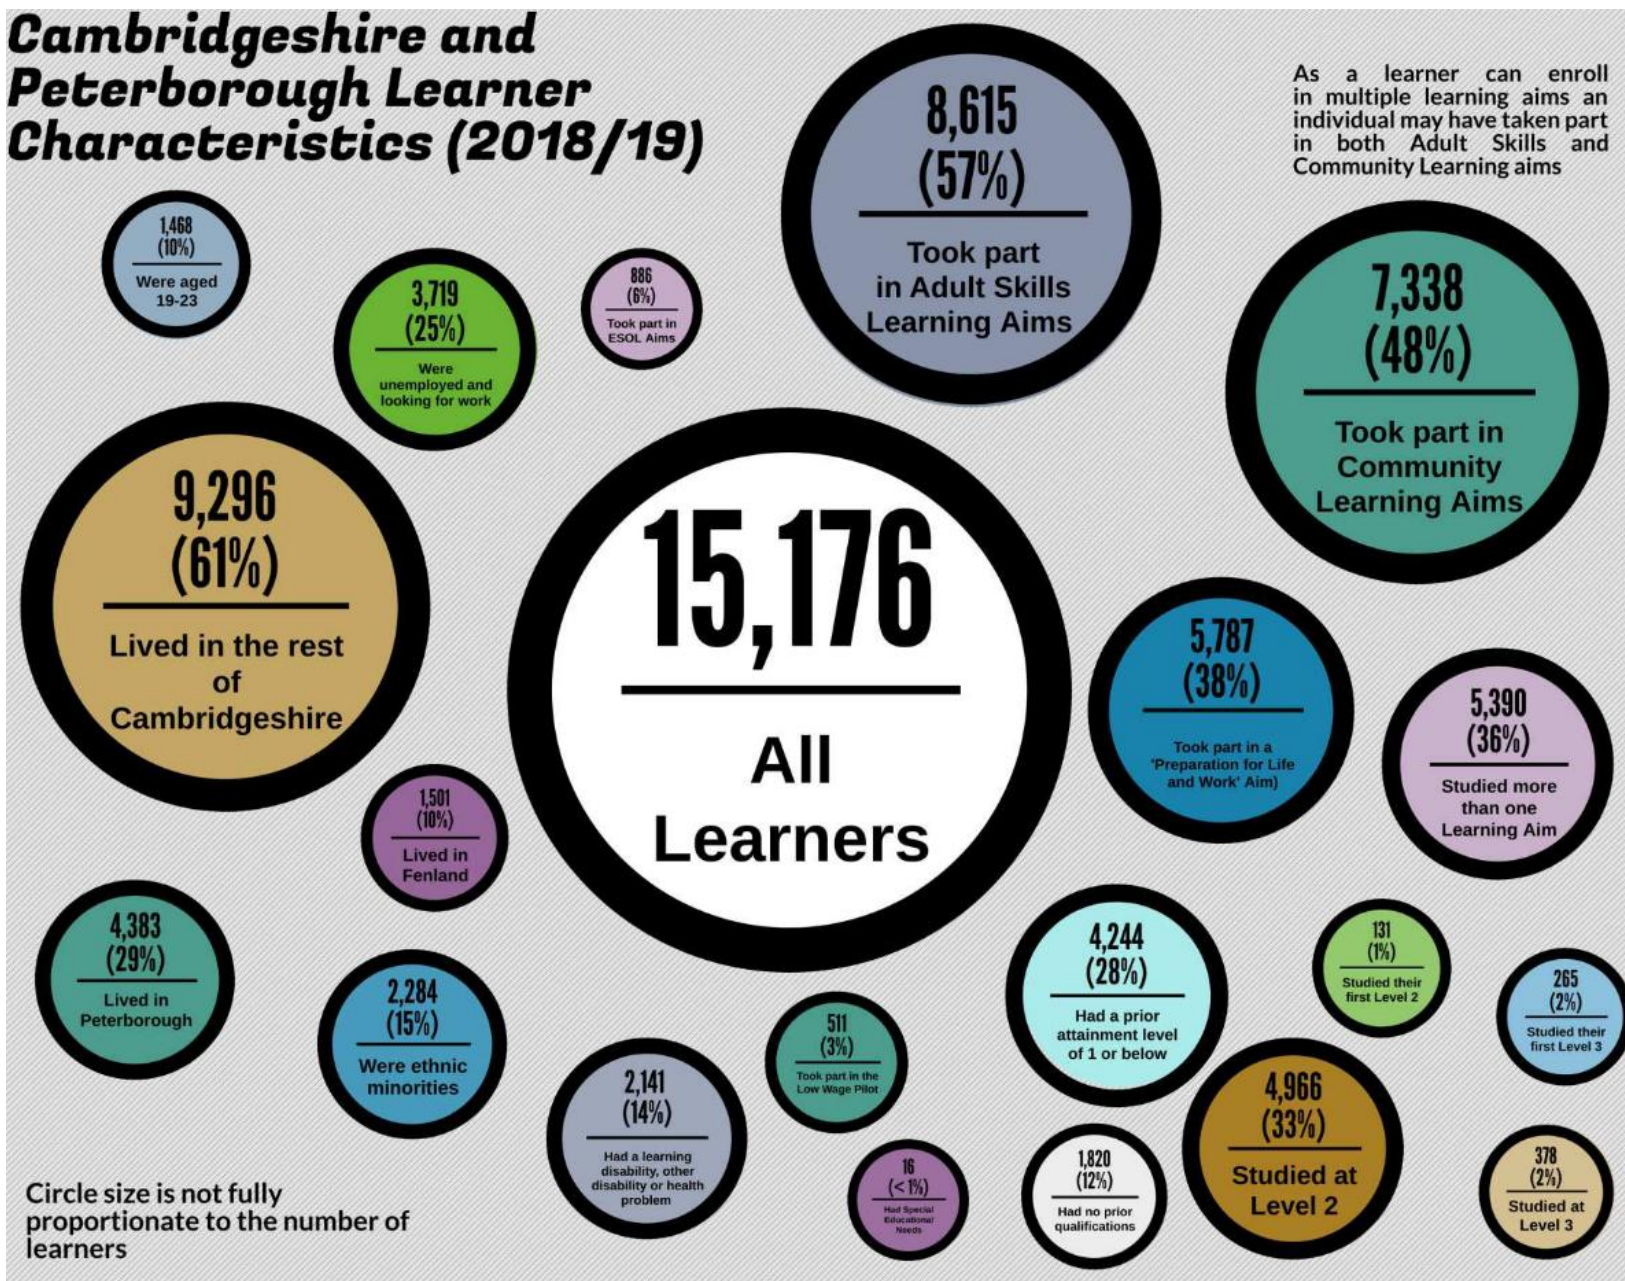 Cambridgeshire and
Peterborough Learner
Characteristics (2018/19)
As a learner can enroll
in multiple learning aims an
individual may have taken part
in both Adult Skills and
Community Learning aims
8,615
(57%)
Took part
in Adult Skills
Learning Aims
1,468
(10%)
Were aged
19-23
3,719
(25%)
Were
unemployed and
looking for work
886
(6%)
Took part in
ESOL Aims
7,338
(48%)
Took part in
Community
Learning Aims
9,296
(61%)
Lived in the rest
of
Cambridgeshire
15,176
All
Learners
5,787
(38%)
Took part in a
'Preparation for Life
and Work' Aim)
5,390
(36%)
Studied more
than one
Learning Aim
1,501
(10%)
Lived in
Fenland
4,383
(29%)
Lived in
Peterborough
2,284
(15%)
Were ethnic
minorities
2,141
(14%)
Had a learning
disability, other
disability or health
problem
511
(3%)
Took part in the
Low Wage Pilot
16
(<1%)
Had Special
Educational
Needs
4,244
(28%)
Had a prior
attainment level
of 1 or below
1,820
(12%)
Had no prior
qualifications
131
(1%)
Studied their
first Level 2
265
(2%)
Studied their
first Level 3
4,966
(33%)
Studied at
Level 2
378
(2%)
Studied at
Level 3
Circle size is not fully
proportionate to the number of
learners